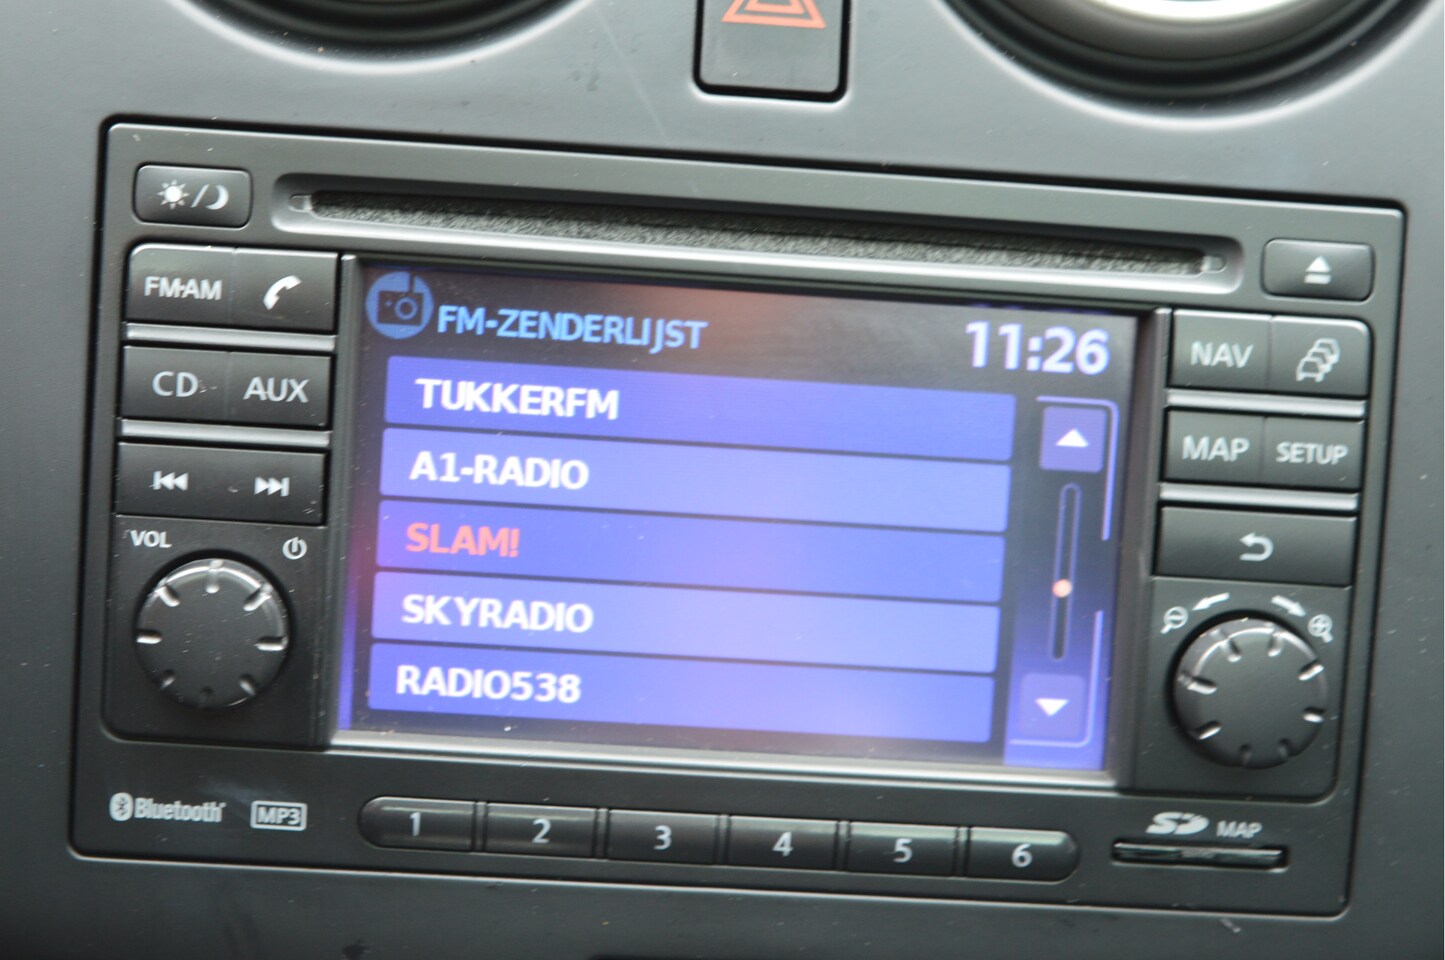 FM·AM
CD AUX
VOL
FM-ZENDERLIJST 11:26
TUKKERFM
A1-RADIO
SLAM!
SKYRADIO
RADIO538
NAV
MAP SETUP
Bluetooth MP3
1 2 3 4 5 6
SD MAP